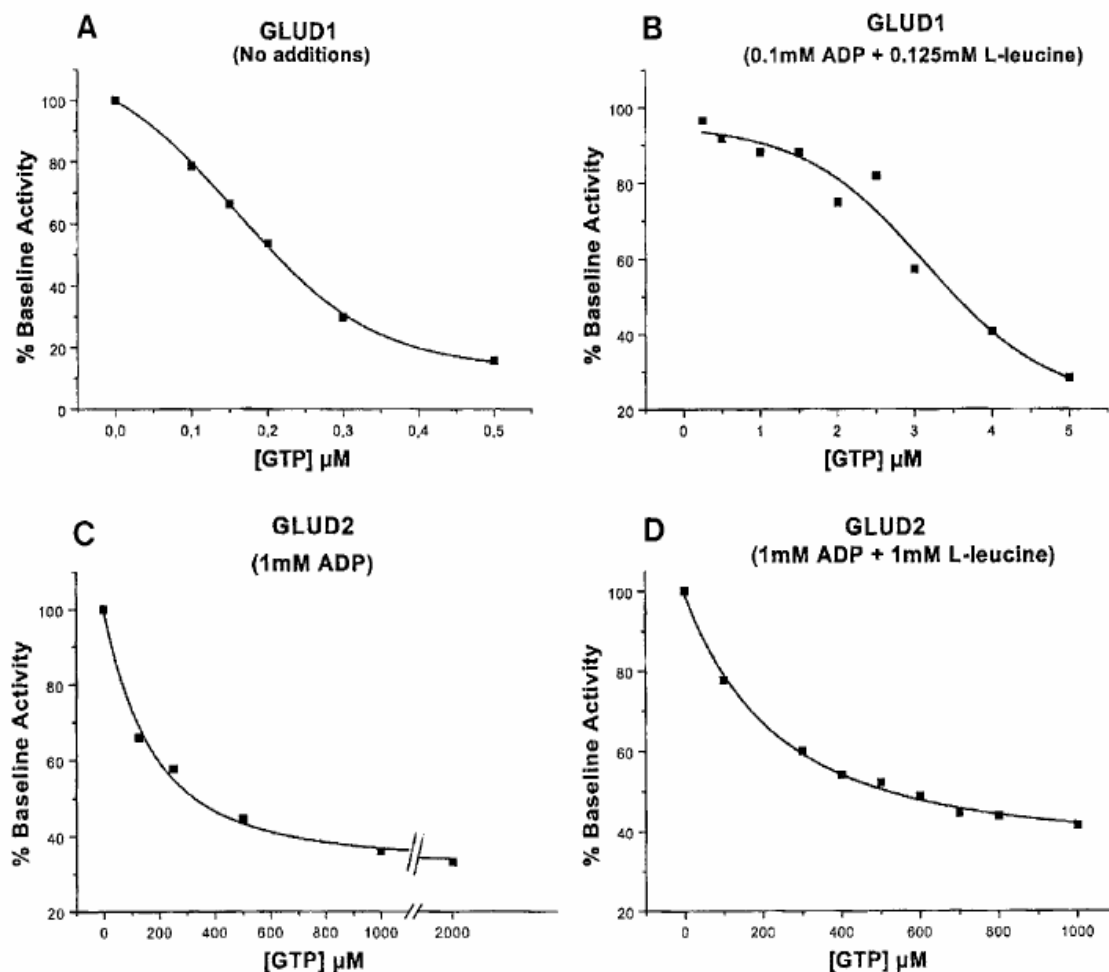 A
GLUD1
(No additions)
% Baseline Activity
100
80
60
40
20
0
0,0 0,1 0,2 0,3 0,4 0,5
[GTP] µM
B
GLUD1
(0.1mM ADP + 0.125mM L-leucine)
% Baseline Activity
100
80
60
40
20
0 1 2 3 4 5
[GTP] µM
C
GLUD2
(1mM ADP)
% Baseline Activity
100
80
60
40
20
0 200 400 600 800 1000 2000
[GTP] µM
D
GLUD2
(1mM ADP + 1mM L-leucine)
% Baseline Activity
100
80
60
40
20
0 200 400 600 800 1000
[GTP] µM